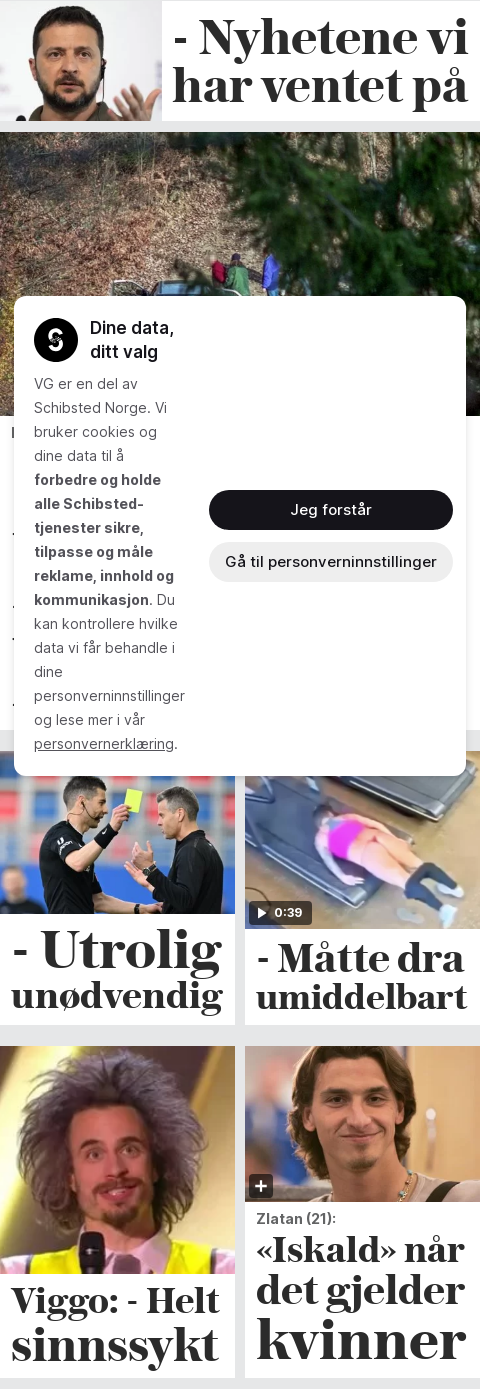 - Nyhetene vi
har ventet på
Dine data,
ditt valg
VG er en del av
Schibsted Norge. Vi
bruker cookies og
dine data til å
forbedre og holde
alle Schibsted-
tjenester sikre,
tilpasse og måle
reklame, innhold og
kommunikasjon. Du
kan kontrollere hvilke
data vi får behandle i
dine
personverninnstillinger
og lese mer i vår
personvernerklæring.
Jeg forstår
Gå til personverninnstillinger
- Utrolig
unødvendig
0:39
- Måtte dra
umiddelbart
Viggo: - Helt
sinnssykt
Zlatan (21):
«Iskald» når
det gjelder
kvinner